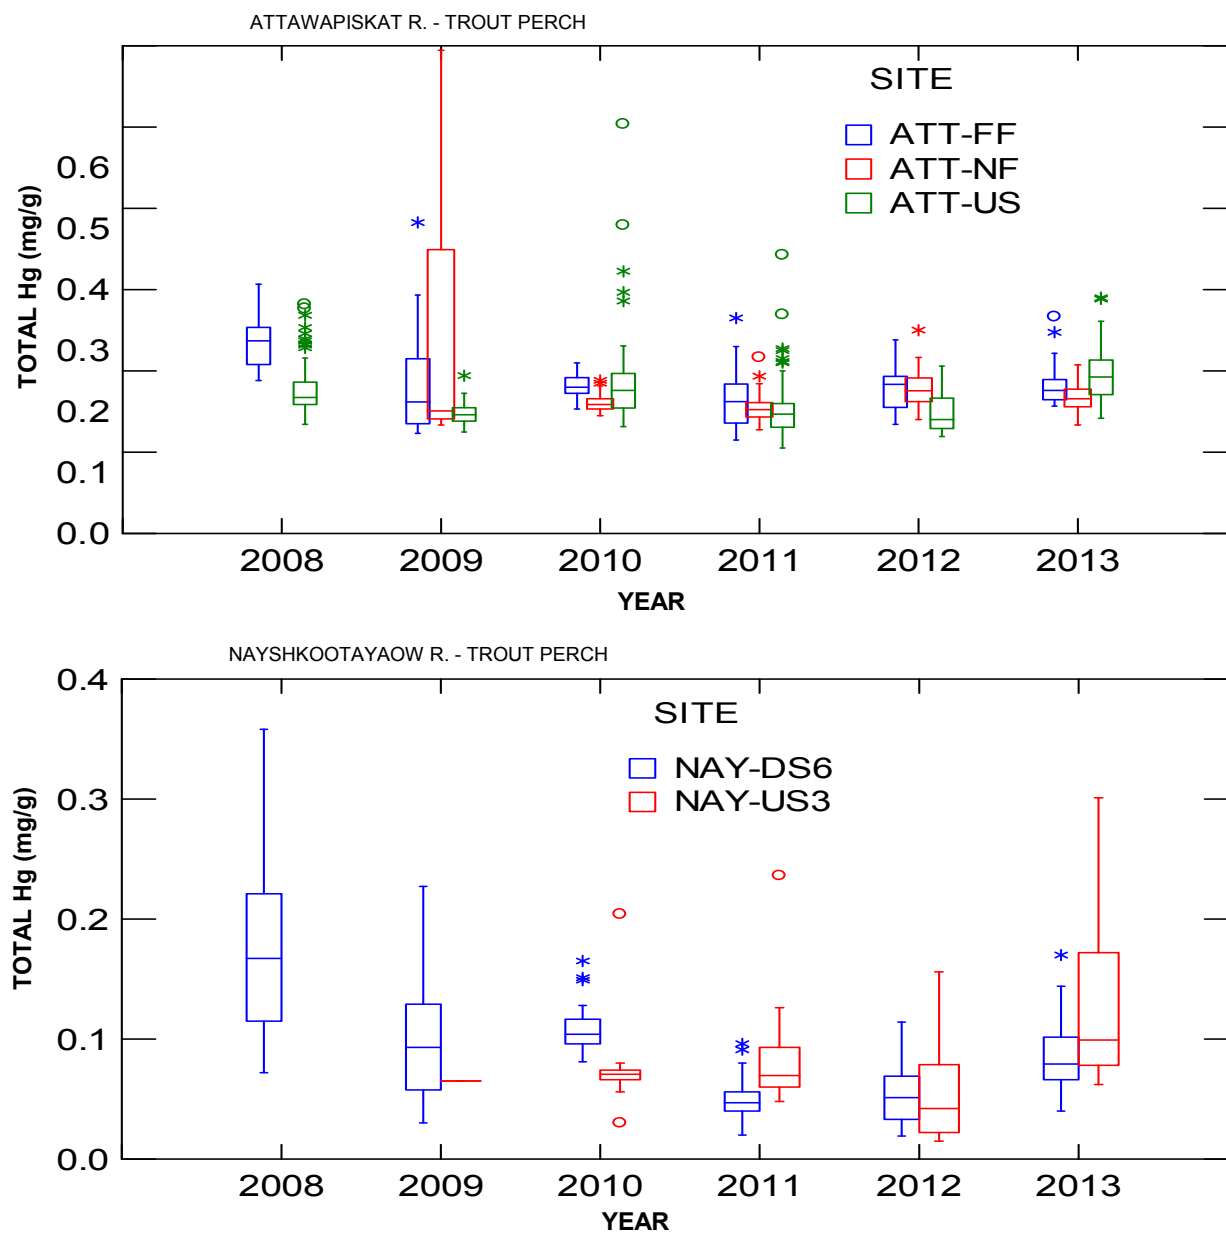 ATTAWAPISKAT R. - TROUT PERCH
SITE
ATT-FF
ATT-NF
ATT-US
TOTAL Hg (mg/g)
0.6
0.5
0.4
0.3
0.2
0.1
0.0
2008 2009 2010 2011 2012 2013
YEAR
NAYSHKOOTAYAOW R. - TROUT PERCH
SITE
NAY-DS6
NAY-US3
TOTAL Hg (mg/g)
0.4
0.3
0.2
0.1
0.0
2008 2009 2010 2011 2012 2013
YEAR